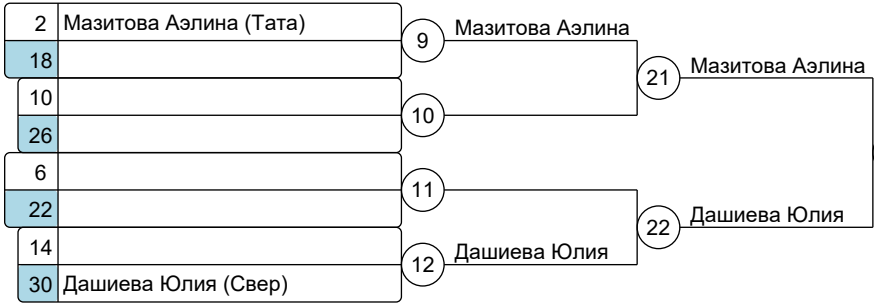 2 Мазитова Аэлина (Тата)
18
10
26
6
22
14
30 Дашиева Юлия (Свер)
9 Мазитова Аэлина
10
11
12 Дашиева Юлия
21 Мазитова Аэлина
22 Дашиева Юлия